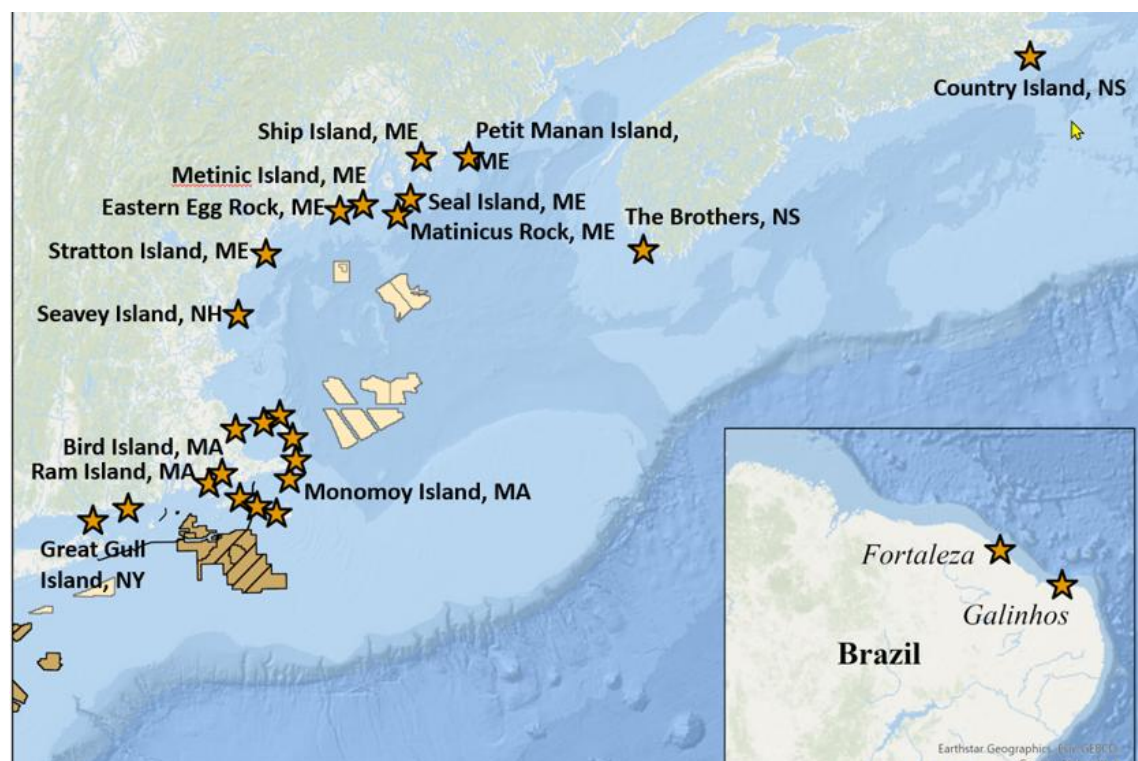 Country Island, NS
Ship Island, ME
Petit Manan Island,
ME
Metinic Island, ME
Eastern Egg Rock, ME
Seal Island, ME
Matinicus Rock, ME
The Brothers, NS
Stratton Island, ME
Seavey Island, NH
Bird Island, MA
Ram Island, MA
Monomoy Island, MA
Great Gull
Island, NY
Fortaleza
Galinhos
Brazil
Earthstar Geographics, Esri, GEBCO